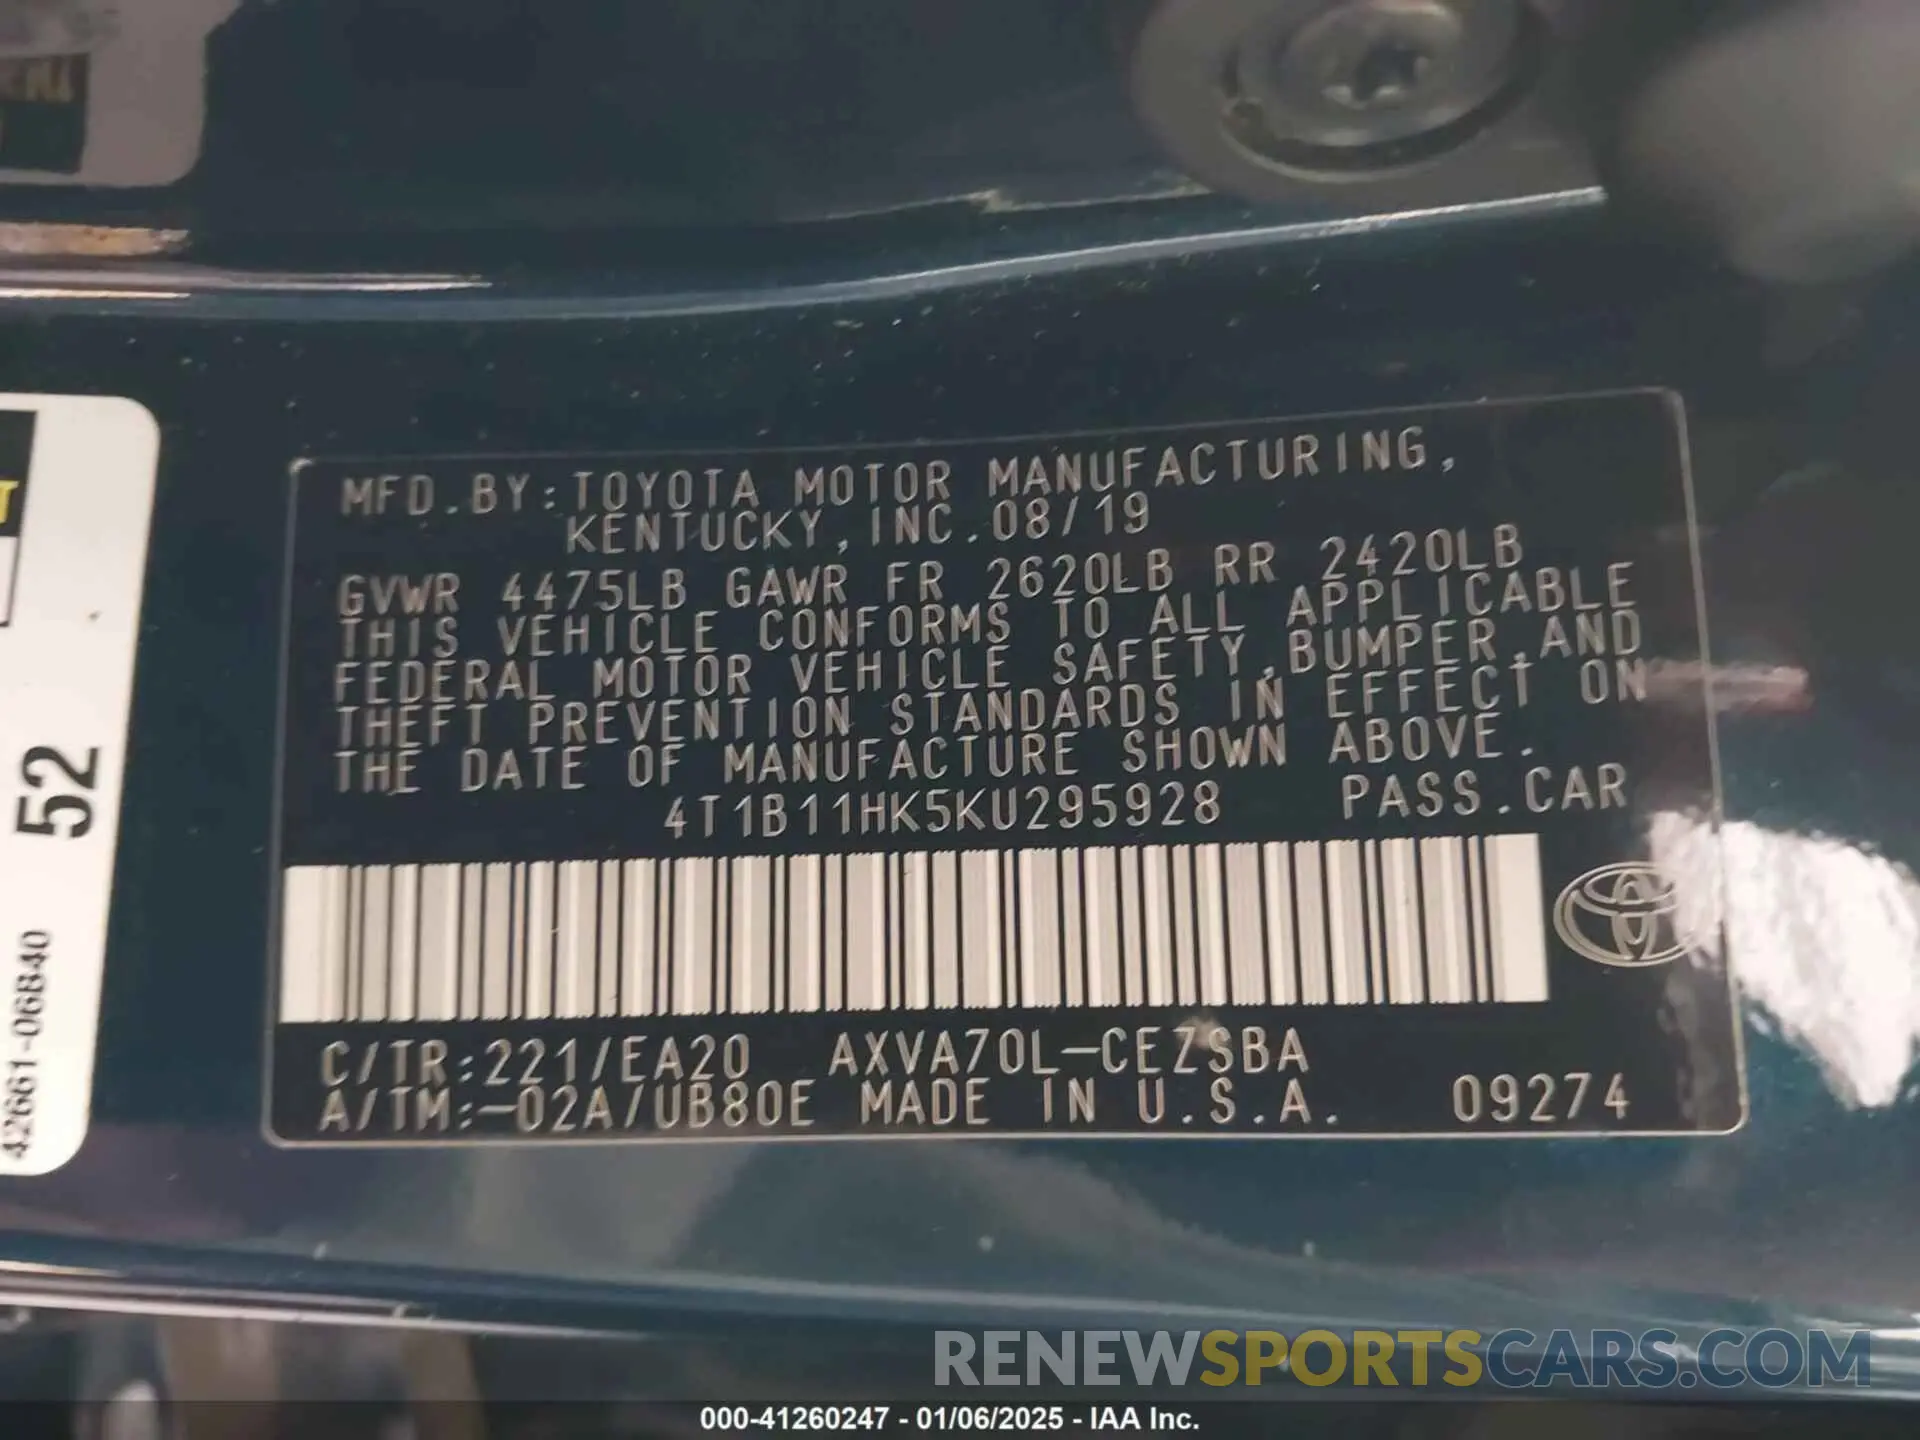 MFD.BY:TOYOTA MOTOR MANUFACTURING,
KENTUCKY,INC.08/19
GVWR 4475LB GAWR FR 2620LB RR 2420LB
THIS VEHICLE CONFORMS TO ALL APPLICABLE
FEDERAL MOTOR VEHICLE SAFETY,BUMPER,AND
THEFT PREVENTION STANDARDS IN EFFECT ON
THE DATE OF MANUFACTURE SHOWN ABOVE.
4T1B11HK5KU295928 PASS.CAR
C/TR:221/EA20 AXVA70L-CEZSBA
A/TM:-02A/UB80E MADE IN U.S.A. 09274
52
42661-06B40
RENEWSPORTSCARS.COM
000-41260247 - 01/06/2025 - IAA Inc.